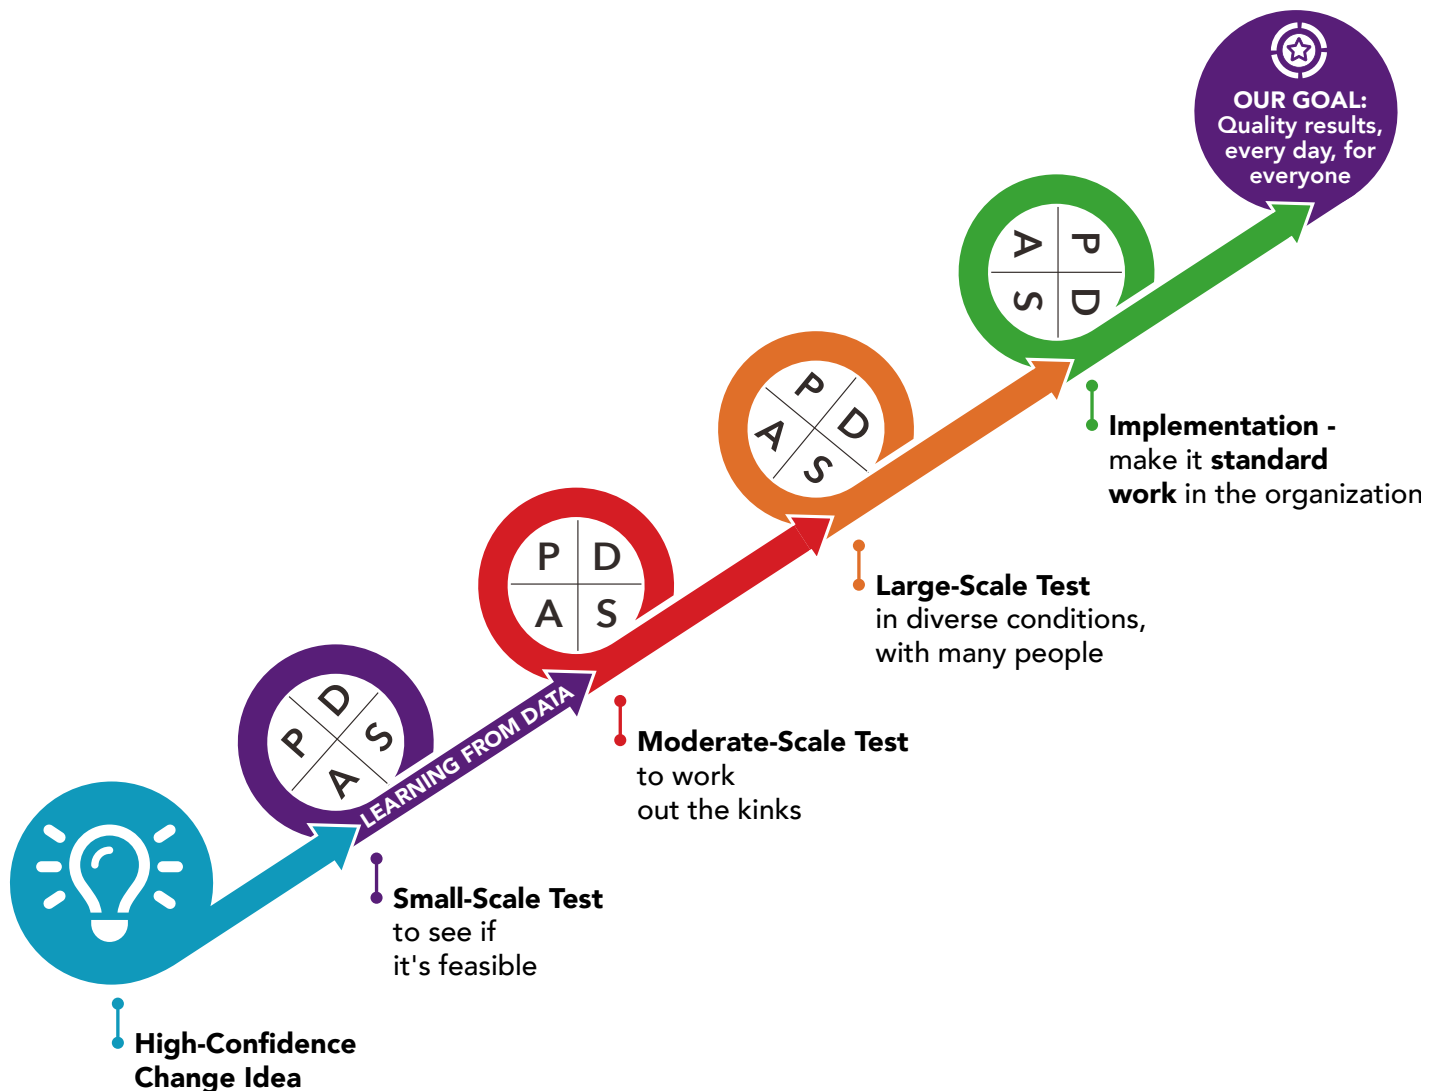 OUR GOAL:
Quality results,
every day, for
everyone
P
A
D
S
Implementation -
make it standard
work in the organization
P
D
A
S
Large-Scale Test
in diverse conditions,
with many people
P D
A S
Moderate-Scale Test
to work
out the kinks
LEARNING FROM DATA
D
P
S
A
Small-Scale Test
to see if
it's feasible
High-Confidence
Change Idea